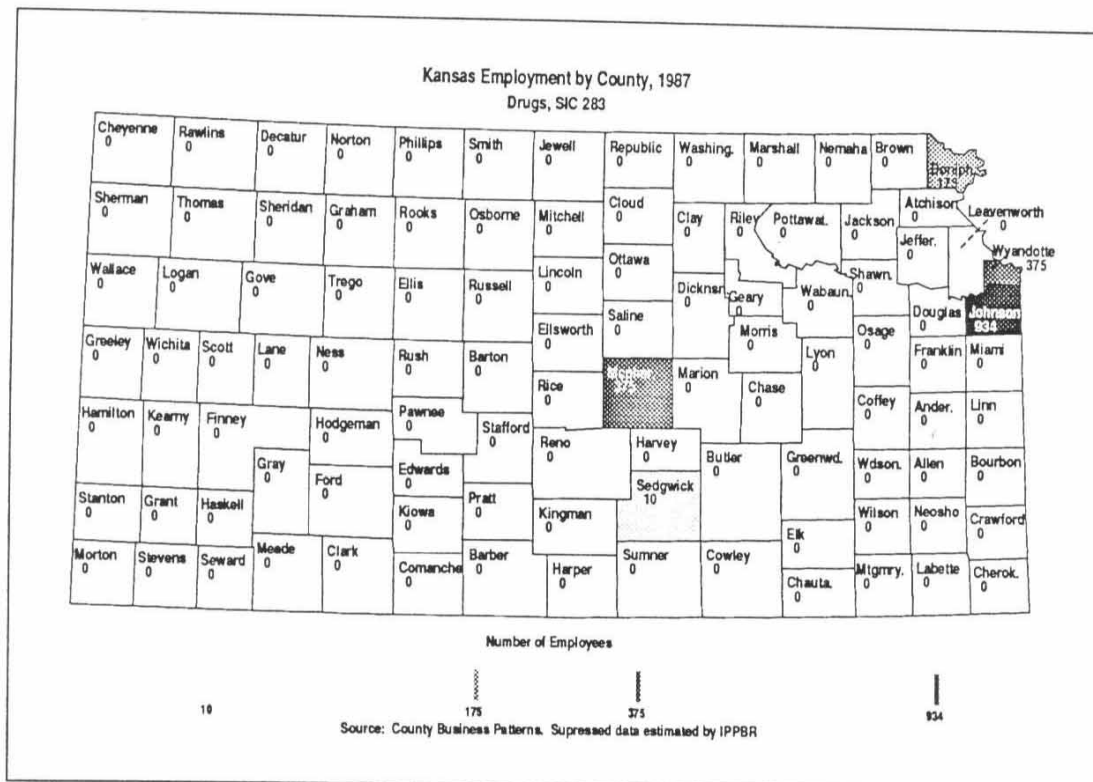 Kansas Employment by County, 1987
Drugs, SIC 283
Cheyenne
0
Rawlins
0
Decatur
0
Norton
0
Phillips
0
Smith
0
Jewell
0
Republic
0
Washing.
0
Marshall
0
Nemaha
0
Brown
0
Doniph.
175
Sherman
0
Thomas
0
Sheridan
0
Graham
0
Rooks
0
Osborne
0
Mitchell
0
Cloud
0
Clay
0
Riley
0
Pottawat.
0
Jackson
0
Atchison
0
Leavenworth
0
Jeffer.
0
Wyandotte
375
Wallace
0
Logan
0
Gove
0
Trego
0
Ellis
0
Russell
0
Lincoln
0
Ottawa
0
Dicknsn.
0
Geary
0
Wabaun.
0
Shawn.
0
Douglas
0
Johnson
934
Ellsworth
0
Saline
0
Morris
0
Lyon
0
Osage
0
Franklin
0
Miami
0
Greeley
0
Wichita
0
Scott
0
Lane
0
Ness
0
Rush
0
Barton
0
Rice
0
375
Marion
0
Chase
0
Coffey
0
Ander.
0
Linn
0
Hamilton
0
Kearny
0
Finney
0
Hodgeman
0
Pawnee
0
Stafford
0
Reno
0
Harvey
0
Butler
0
Greenwd.
0
Wdson.
0
Allen
0
Bourbon
0
Gray
0
Ford
0
Edwards
0
Sedgwick
10
Stanton
0
Grant
0
Haskell
0
Kiowa
0
Pratt
0
Kingman
0
Elk
0
Wilson
0
Neosho
0
Crawford
0
Morton
0
Stevens
0
Seward
0
Meade
0
Clark
0
Comanche
0
Barber
0
Harper
0
Sumner
0
Cowley
0
Chauta.
0
Mtgmry.
0
Labette
0
Cherok.
0
Number of Employees
10 175 375 934
Source: County Business Patterns. Supressed data estimated by IPPBR